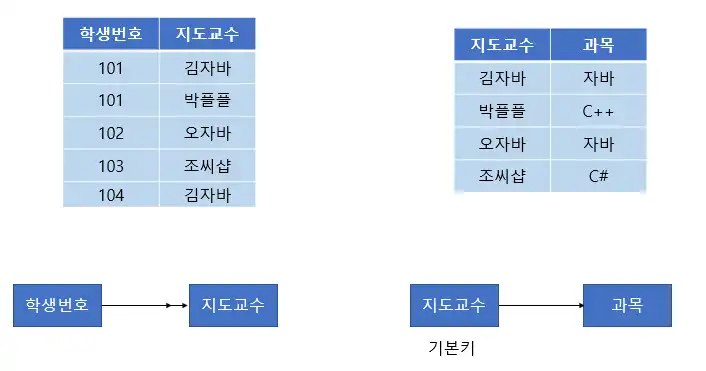 학생번호 지도교수
101 김자바
101 박플플
102 오자바
103 조씨샵
104 김자바
지도교수 과목
김자바 자바
박플플 C++
오자바 자바
조씨샵 C#
학생번호 지도교수
지도교수 과목
기본키